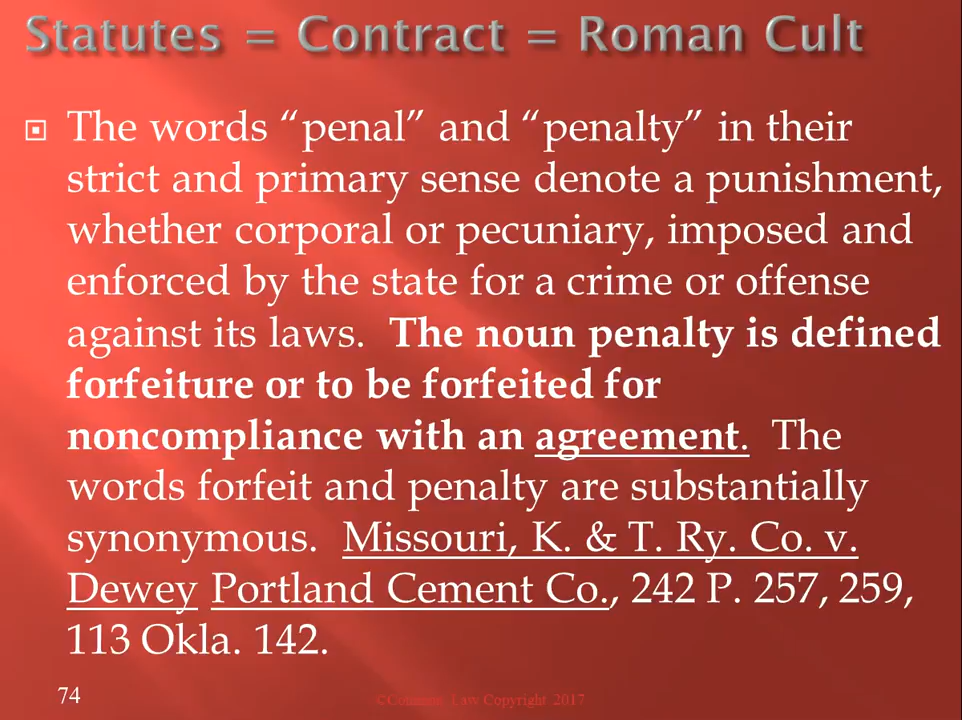 Statutes = Contract = Roman Cult
The words “penal” and “penalty” in their
strict and primary sense denote a punishment,
whether corporal or pecuniary, imposed and
enforced by the state for a crime or offense
against its laws.  The noun penalty is defined
forfeiture or to be forfeited for
noncompliance with an agreement.  The
words forfeit and penalty are substantially
synonymous.  Missouri, K. & T. Ry. Co. v.
Dewey Portland Cement Co., 242 P. 257, 259,
113 Okla. 142.
74
©Common Law Copyright 2017